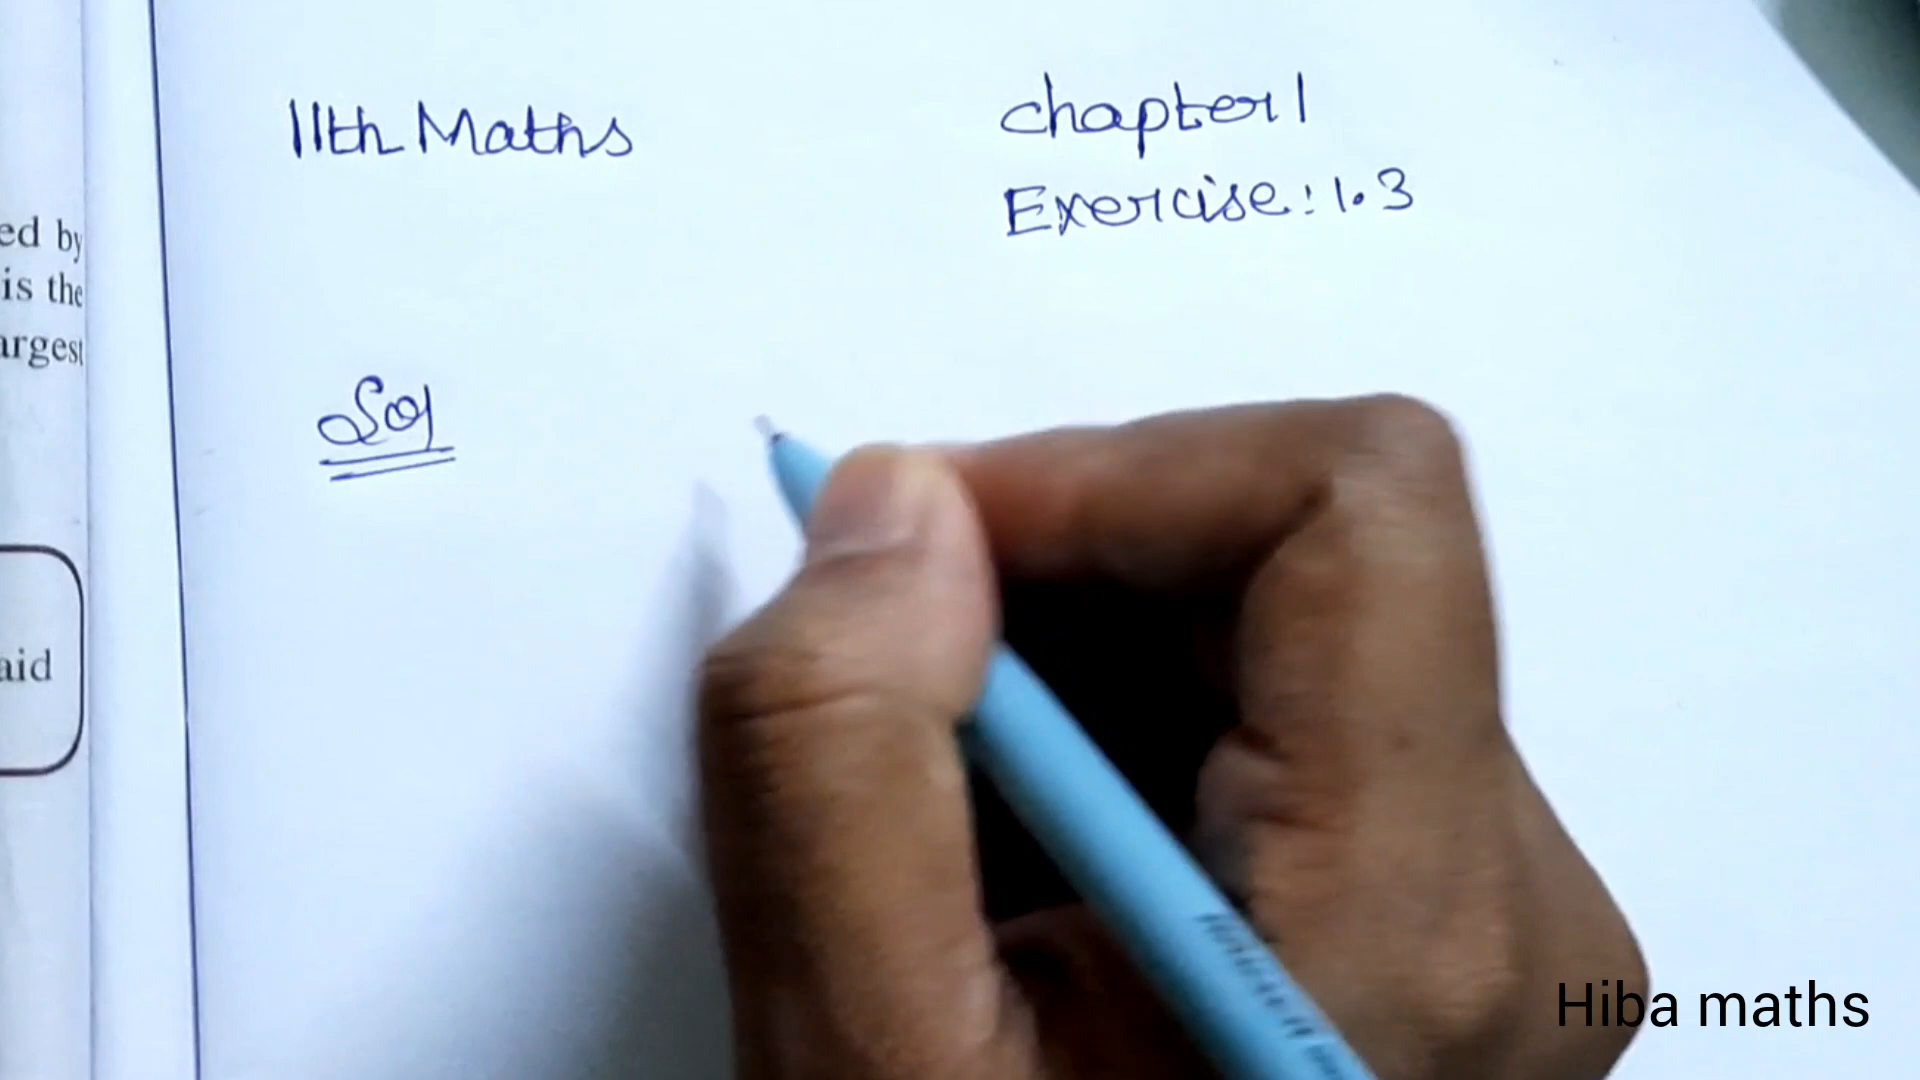 11th Maths
chapter 1
Exercise: 1.3
Sol
ed by
is the
argest
aid
Hiba maths